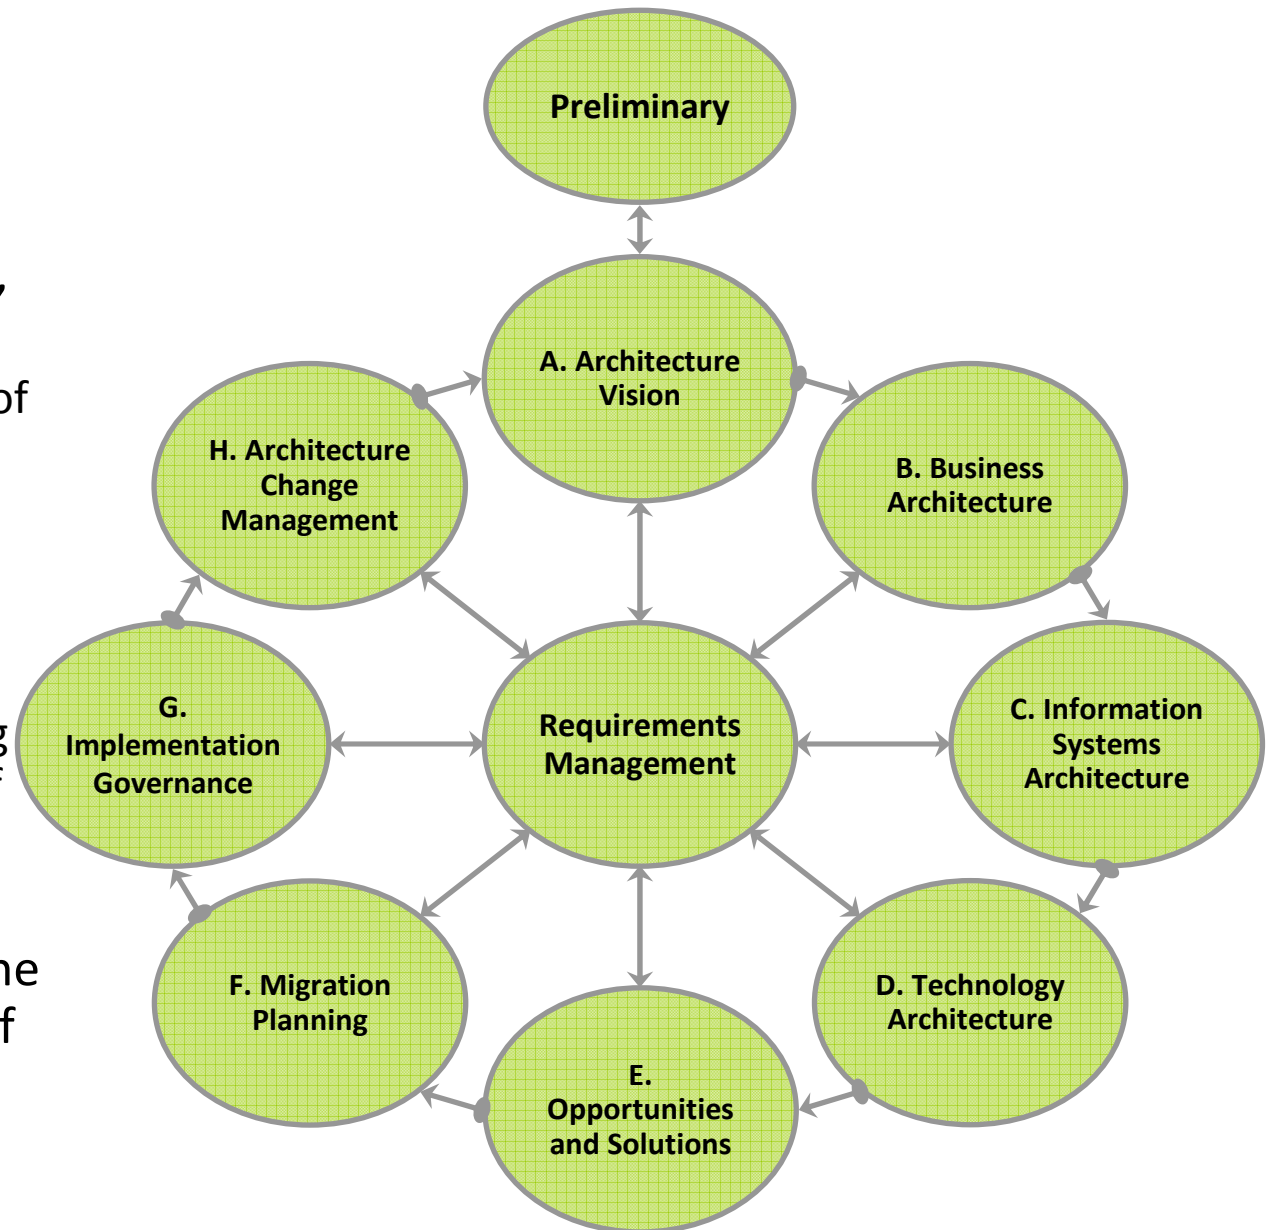 Preliminary
A. Architecture
Vision
of
H. Architecture
Change
Management
B. Business
Architecture
G.
Implementation
Governance
Requirements
Management
C. Information
Systems
Architecture
F. Migration
Planning
D. Technology
Architecture
E.
Opportunities
and Solutions